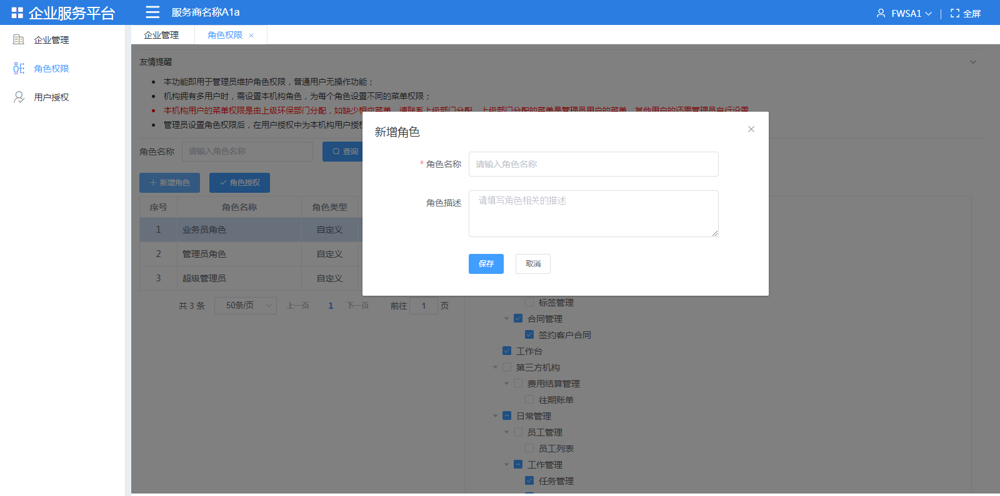 企业服务平台
服务商名称A1a
FWSA1
全屏
企业管理
角色权限
用户授权
企业管理
角色权限
友情提醒
本功能即用于管理员维护角色权限，普通用户无操作功能；
机构拥有多用户时，需设置本机构角色，为每个角色设置不同的菜单权限；
本机构用户的菜单权限是由上级环保部门分配，如缺少相应菜单，请联系上级部门分配，上级部门分配的菜单是管理员用户的菜单，其他用户的还需管理员自行设置
管理员设置角色权限后，在用户授权中为本机构用户授权
角色名称
请输入角色名称
查询
新增角色
角色授权
序号 角色名称 角色类型
1 业务员角色 自定义
2 管理员角色 自定义
3 超级管理员 自定义
共 3 条 50条/页 上一页 1 下一页 前往 1 页
新增角色
* 角色名称
请输入角色名称
角色描述
请填写角色相关的描述
保存
取消
标签管理
合同管理
签约客户合同
工作台
第三方机构
费用结算管理
往期账单
日常管理
员工管理
员工列表
工作管理
任务管理